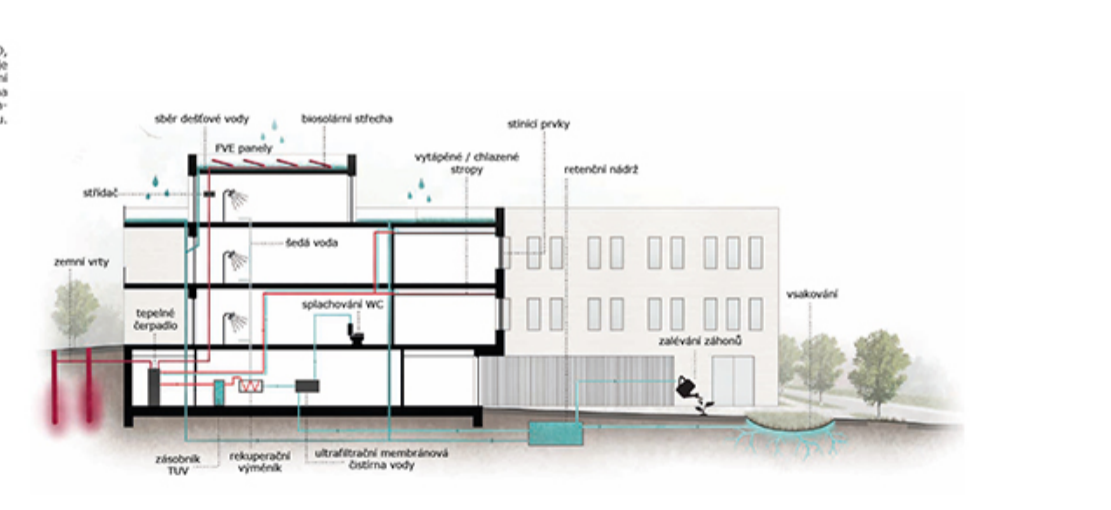 sběr dešťové vody
biosolární střecha
stínící prvky
FVE panely
vytápěné / chlazené
stropy
retenční nádrž
střídač
šedá voda
zemní vrty
splachování WC
vsakování
tepelné
čerpadlo
zalévání záhonů
zásobník
TUV
rekuperační
výměník
ultrafiltrační membránová
čistírna vody